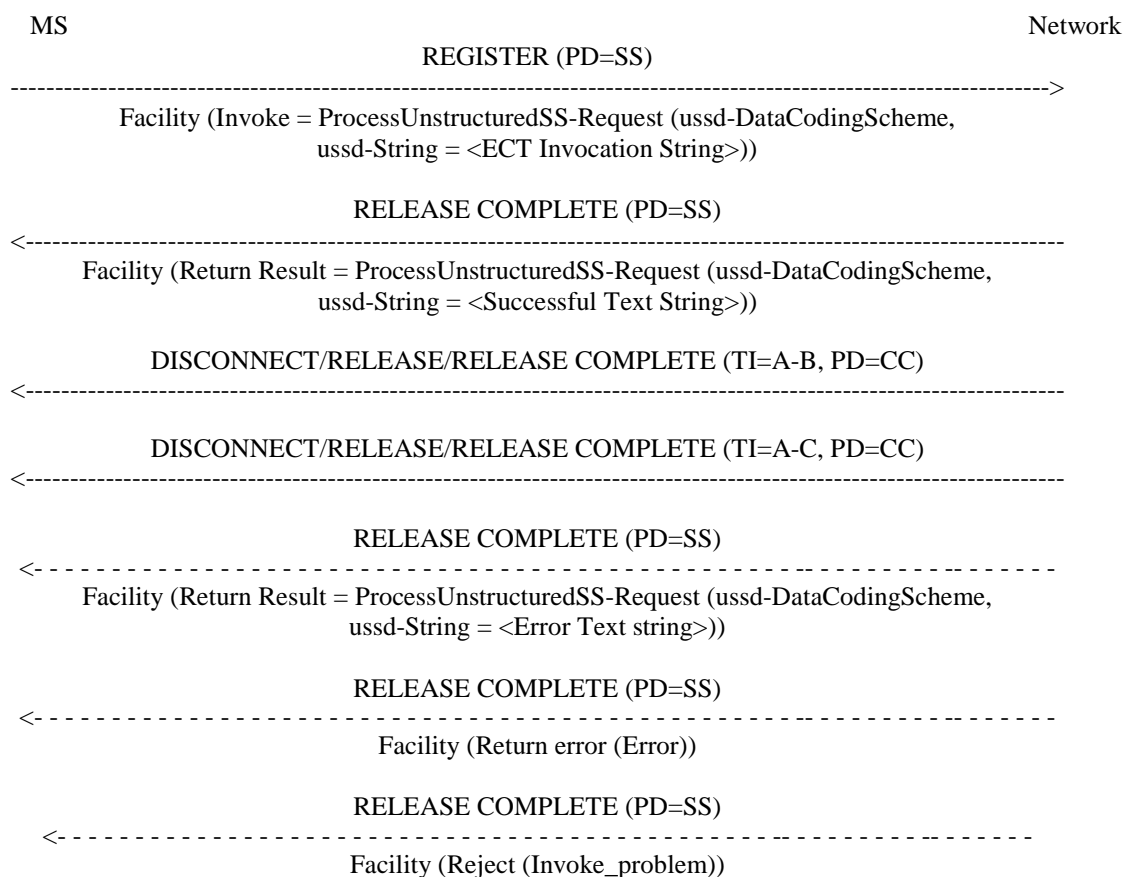 MS Network
REGISTER (PD=SS)
------------------------------------------------------------------------------------------------------------------------>
Facility (Invoke = ProcessUnstructuredSS-Request (ussd-DataCodingScheme,
ussd-String = <ECT Invocation String>))
RELEASE COMPLETE (PD=SS)
<------------------------------------------------------------------------------------------------------------------------
Facility (Return Result = ProcessUnstructuredSS-Request (ussd-DataCodingScheme,
ussd-String = <Successful Text String>))
DISCONNECT/RELEASE/RELEASE COMPLETE (TI=A-B, PD=CC)
<------------------------------------------------------------------------------------------------------------------------
DISCONNECT/RELEASE/RELEASE COMPLETE (TI=A-C, PD=CC)
<------------------------------------------------------------------------------------------------------------------------
RELEASE COMPLETE (PD=SS)
<- - - - - - - - - - - - - - - - - - - - - - - - - - - - - - - - - - - - - - - - - - - - - - - - - -- - - - - - - - - - -- - - - - - -
Facility (Return Result = ProcessUnstructuredSS-Request (ussd-DataCodingScheme,
ussd-String = <Error Text string>))
RELEASE COMPLETE (PD=SS)
<- - - - - - - - - - - - - - - - - - - - - - - - - - - - - - - - - - - - - - - - - - - - - - - - - -- - - - - - - - - - -- - - - - - -
Facility (Return error (Error))
RELEASE COMPLETE (PD=SS)
<- - - - - - - - - - - - - - - - - - - - - - - - - - - - - - - - - - - - - - - - - - - - - - -- - - - - - - - - - -- - - - - - -
Facility (Reject (Invoke_problem))